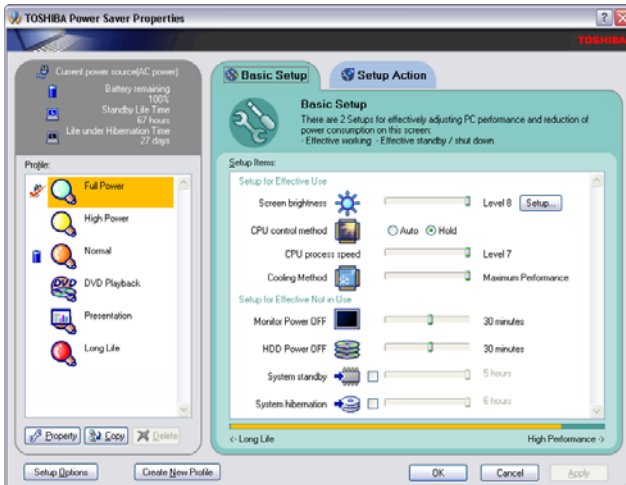 TOSHIBA Power Saver Properties
TOSHIBA
Current power source(AC power)
Battery remaining
100%
Standby Life Time
67 hours
Life under Hibernation Time
27 days
Profile:
Full Power
High Power
Normal
DVD Playback
Presentation
Long Life
Property Copy Delete
Setup Options Create New Profile
Basic Setup Setup Action
Basic Setup
There are 2 Setups for effectively adjusting PC performance and reduction of
power consumption on this screen:
- Effective working - Effective standby / shut down
Setup Items:
Setup for Effective Use
Screen brightness Level 8 Setup...
CPU control method Auto Hold
CPU process speed Level 7
Cooling Method Maximum Performance
Setup for Effective Not in Use
Monitor Power OFF 30 minutes
HDD Power OFF 30 minutes
System standby 5 hours
System hibernation 6 hours
<- Long Life High Performance ->
OK Cancel Apply